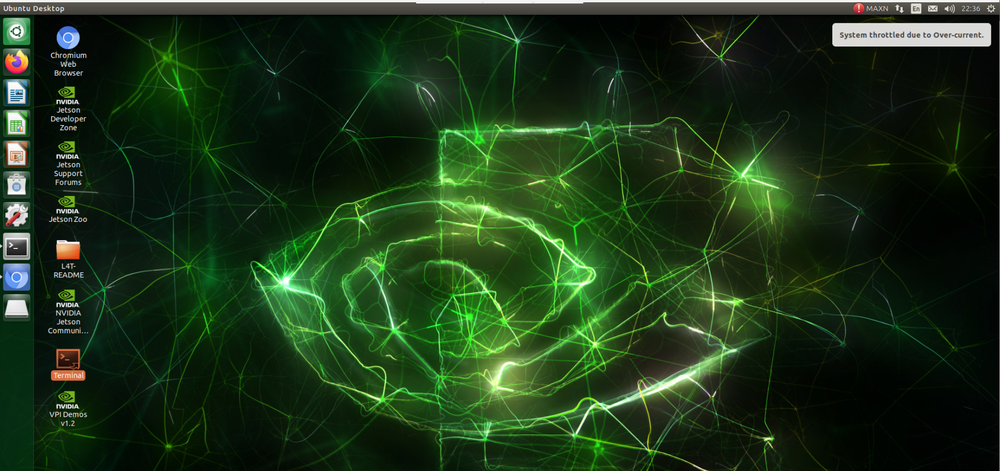 Ubuntu Desktop
MAXN
En
22:36
System throttled due to Over-current.
Chromium
Web
Browser
NVIDIA.
Jetson
Developer
Zone
NVIDIA.
Jetson
Support
Forums
NVIDIA.
Jetson Zoo
L4T-
README
NVIDIA.
NVIDIA
Jetson
Communi...
>_
Terminal
NVIDIA.
VPI Demos
v1.2
>_